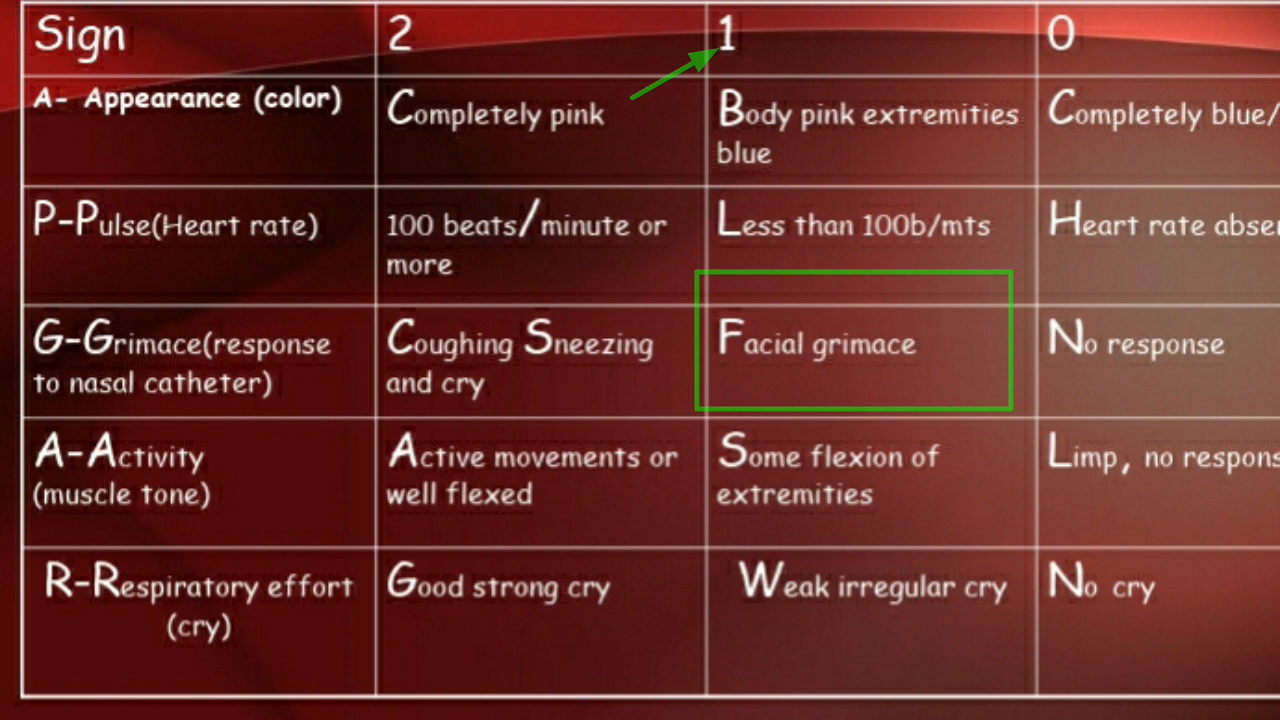 Sign 2 1 0
A- Appearance (color) Completely pink Body pink extremities Completely blue/
blue
P-Pulse(Heart rate) 100 beats/minute or Less than 100b/mts Heart rate
more
G-Grimace(response Coughing Sneezing Facial grimace No response
to nasal catheter) and cry
A-Activity Active movements or Some flexion of Limp, no
(muscle tone) well flexed extremities
R-Respiratory effort Good strong cry Weak irregular cry No cry
(cry)